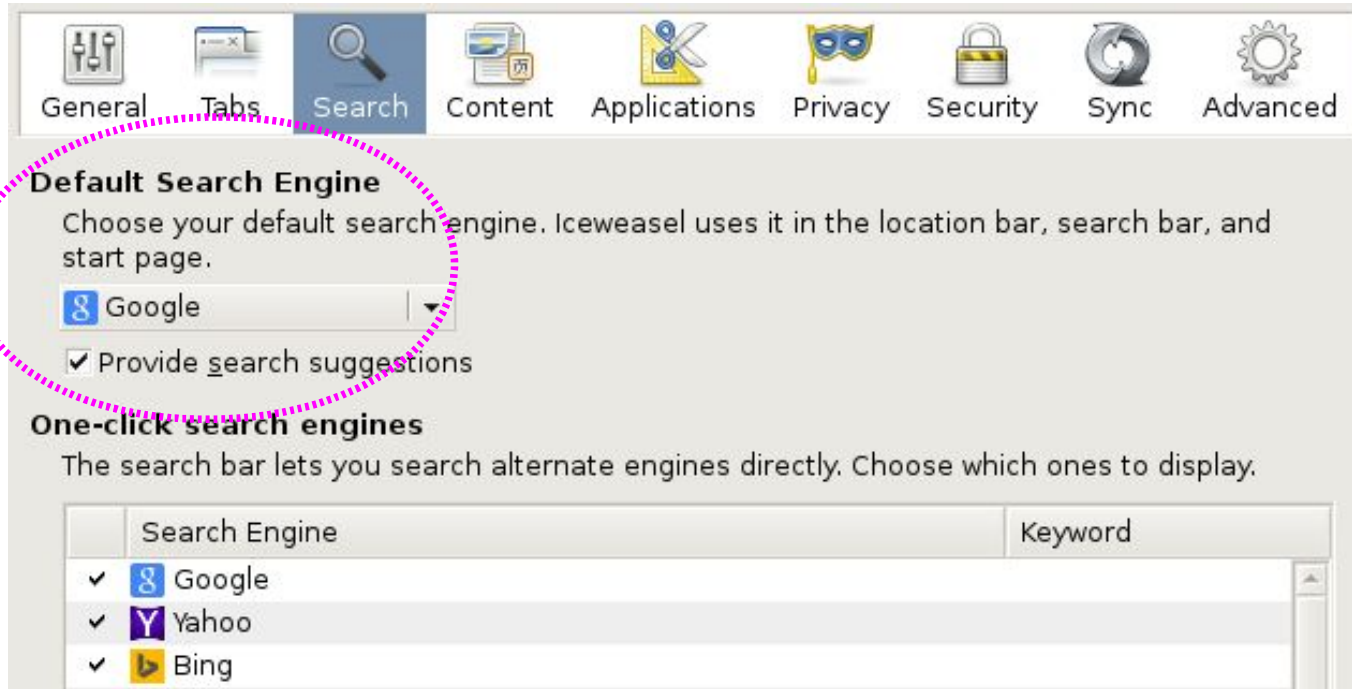 General Tabs Search Content Applications Privacy Security Sync Advanced
Default Search Engine
Choose your default search engine. Iceweasel uses it in the location bar, search bar, and
start page.
Google
Provide search suggestions
One-click search engines
The search bar lets you search alternate engines directly. Choose which ones to display.
Search Engine Keyword
Google
Yahoo
Bing